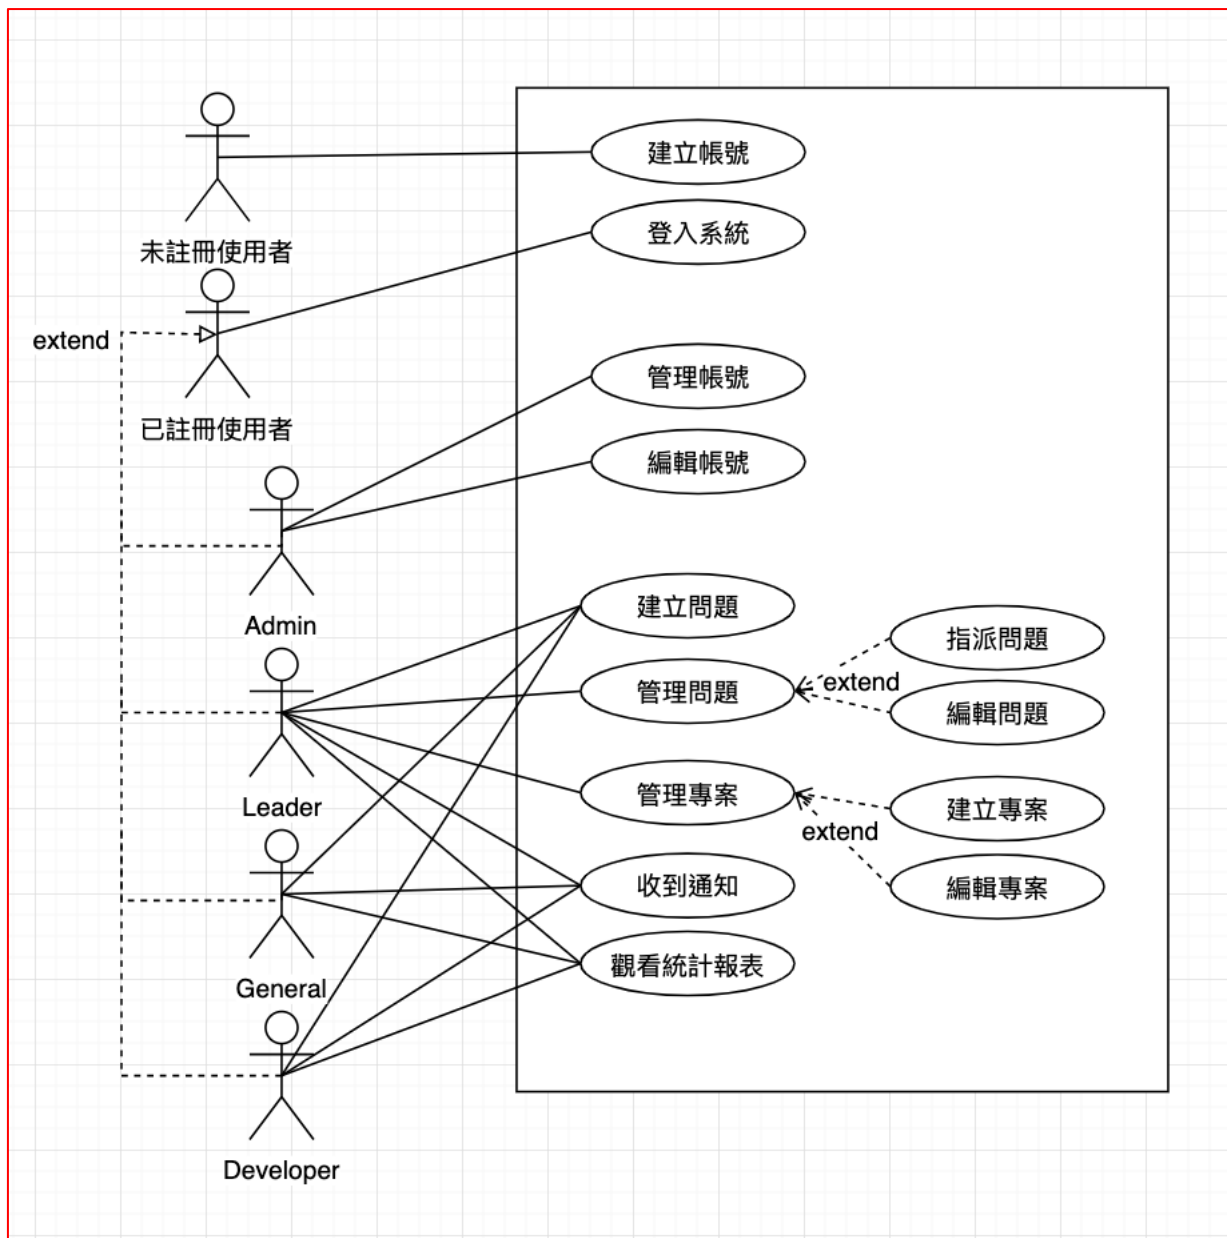 未註冊使用者
建立帳號
登入系統
extend
已註冊使用者
管理帳號
編輯帳號
Admin
建立問題
指派問題
管理問題
extend
編輯問題
Leader
管理專案
建立專案
extend
收到通知
編輯專案
觀看統計報表
General
Developer